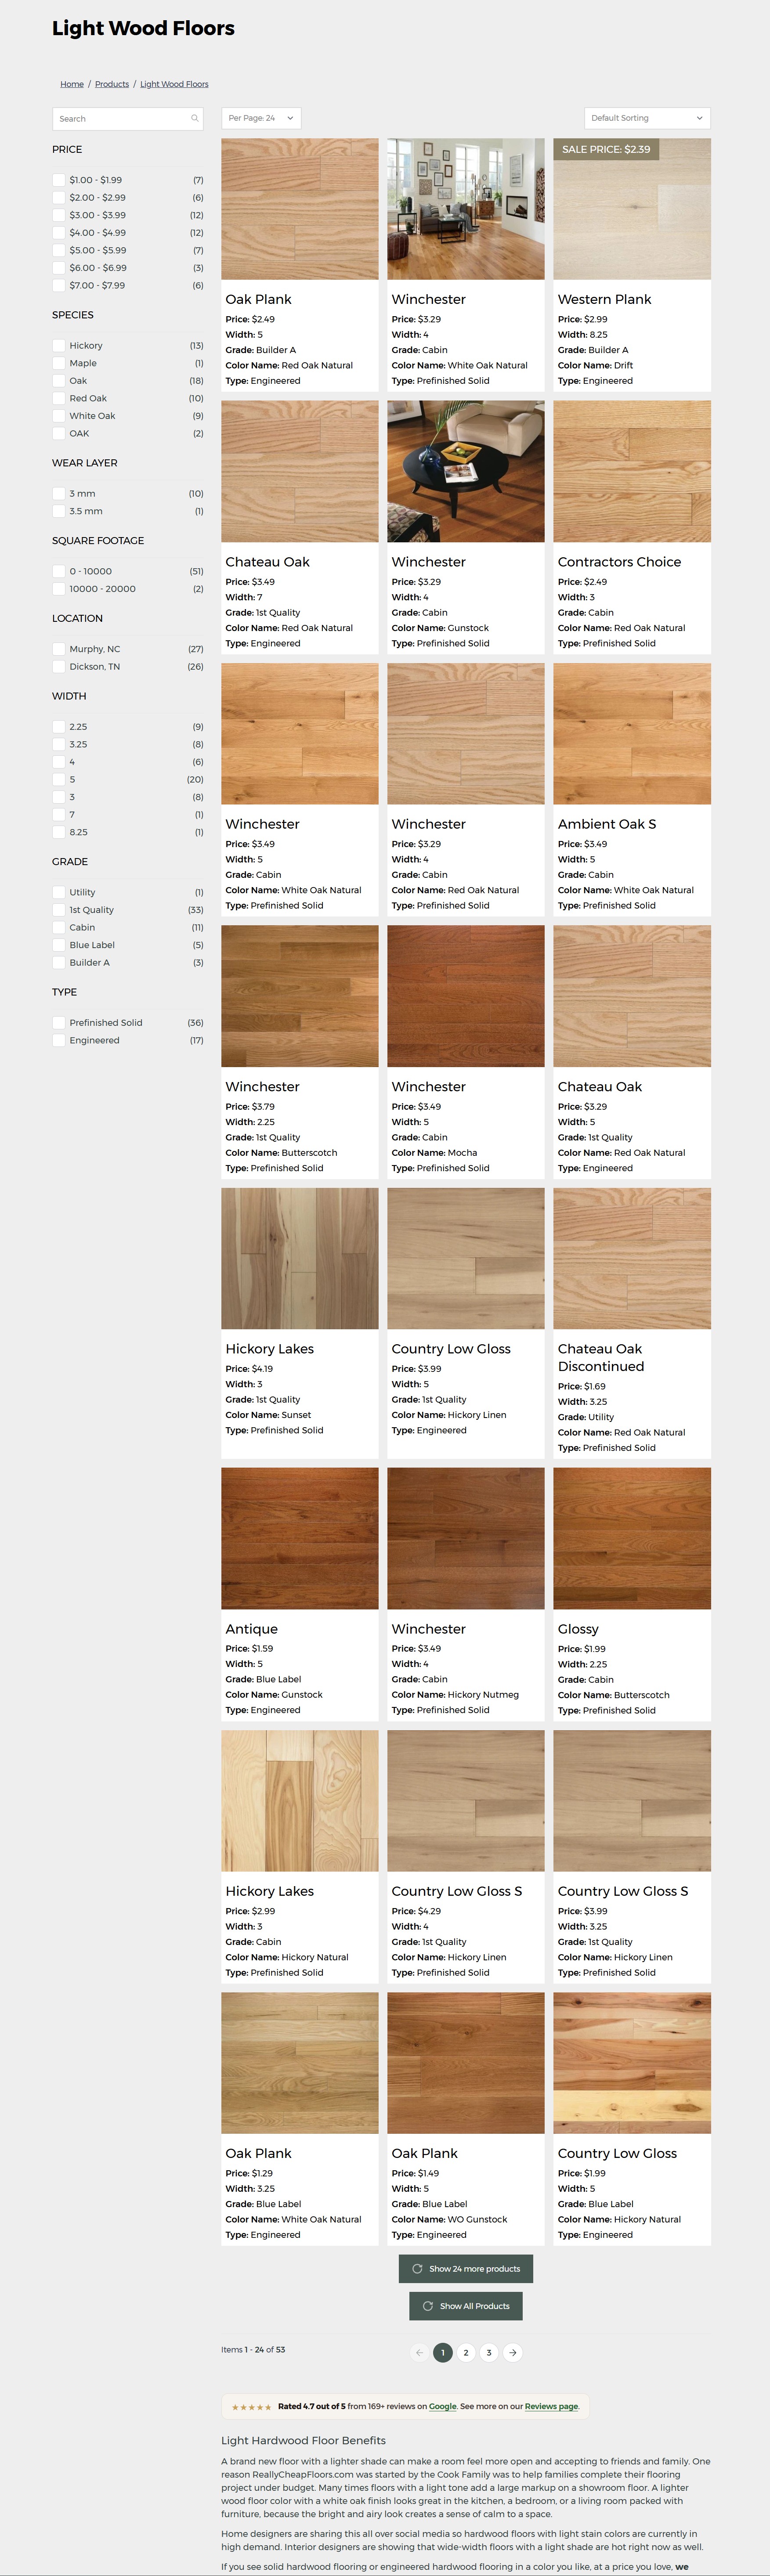 Light Wood Floors
Home / Products / Light Wood Floors
Search
PRICE
$1.00 - $1.99 (7)
$2.00 - $2.99 (6)
$3.00 - $3.99 (12)
$4.00 - $4.99 (12)
$5.00 - $5.99 (7)
$6.00 - $6.99 (3)
$7.00 - $7.99 (6)
SPECIES
Hickory (13)
Maple (1)
Oak (18)
Red Oak (10)
White Oak (9)
OAK (2)
WEAR LAYER
3 mm (10)
3.5 mm (1)
SQUARE FOOTAGE
0 - 10000 (51)
10000 - 20000 (2)
LOCATION
Murphy, NC (27)
Dickson, TN (26)
WIDTH
2.25 (9)
3.25 (8)
4 (6)
5 (20)
3 (8)
7 (1)
8.25 (1)
GRADE
Utility (1)
1st Quality (33)
Cabin (11)
Blue Label (5)
Builder A (3)
TYPE
Prefinished Solid (36)
Engineered (17)
Per Page: 24
Default Sorting
Oak Plank
Price: $2.49
Width: 5
Grade: Builder A
Color Name: Red Oak Natural
Type: Engineered
Winchester
Price: $3.29
Width: 4
Grade: Cabin
Color Name: White Oak Natural
Type: Prefinished Solid
SALE PRICE: $2.39
Western Plank
Price: $2.99
Width: 8.25
Grade: Builder A
Color Name: Drift
Type: Engineered
Chateau Oak
Price: $3.49
Width: 7
Grade: 1st Quality
Color Name: Red Oak Natural
Type: Engineered
Winchester
Price: $3.29
Width: 4
Grade: Cabin
Color Name: Gunstock
Type: Prefinished Solid
Contractors Choice
Price: $2.49
Width: 3
Grade: Cabin
Color Name: Red Oak Natural
Type: Prefinished Solid
Winchester
Price: $3.49
Width: 5
Grade: Cabin
Color Name: White Oak Natural
Type: Prefinished Solid
Winchester
Price: $3.29
Width: 4
Grade: Cabin
Color Name: Red Oak Natural
Type: Prefinished Solid
Ambient Oak S
Price: $3.49
Width: 5
Grade: Cabin
Color Name: White Oak Natural
Type: Prefinished Solid
Winchester
Price: $3.79
Width: 2.25
Grade: 1st Quality
Color Name: Butterscotch
Type: Prefinished Solid
Winchester
Price: $3.49
Width: 5
Grade: Cabin
Color Name: Mocha
Type: Prefinished Solid
Chateau Oak
Price: $3.29
Width: 5
Grade: 1st Quality
Color Name: Red Oak Natural
Type: Engineered
Hickory Lakes
Price: $4.19
Width: 3
Grade: 1st Quality
Color Name: Sunset
Type: Prefinished Solid
Country Low Gloss
Price: $3.99
Width: 5
Grade: 1st Quality
Color Name: Hickory Linen
Type: Engineered
Chateau Oak
Discontinued
Price: $1.69
Width: 3.25
Grade: Utility
Color Name: Red Oak Natural
Type: Prefinished Solid
Antique
Price: $1.59
Width: 5
Grade: Blue Label
Color Name: Gunstock
Type: Engineered
Winchester
Price: $3.49
Width: 4
Grade: Cabin
Color Name: Hickory Nutmeg
Type: Prefinished Solid
Glossy
Price: $1.99
Width: 2.25
Grade: Cabin
Color Name: Butterscotch
Type: Prefinished Solid
Hickory Lakes
Price: $2.99
Width: 3
Grade: Cabin
Color Name: Hickory Natural
Type: Prefinished Solid
Country Low Gloss S
Price: $4.29
Width: 4
Grade: 1st Quality
Color Name: Hickory Linen
Type: Prefinished Solid
Country Low Gloss S
Price: $3.99
Width: 3.25
Grade: 1st Quality
Color Name: Hickory Linen
Type: Prefinished Solid
Oak Plank
Price: $1.29
Width: 3.25
Grade: Blue Label
Color Name: White Oak Natural
Type: Engineered
Oak Plank
Price: $1.49
Width: 5
Grade: Blue Label
Color Name: WO Gunstock
Type: Engineered
Country Low Gloss
Price: $1.99
Width: 5
Grade: Blue Label
Color Name: Hickory Natural
Type: Engineered
Show 24 more products
Show All Products
Items 1 - 24 of 53
1 2 3
Rated 4.7 out of 5 from 169+ reviews on Google. See more on our Reviews page.
Light Hardwood Floor Benefits
A brand new floor with a lighter shade can make a room feel more open and accepting to friends and family. One
reason ReallyCheapFloors.com was started by the Cook Family was to help families complete their flooring
project under budget. Many times floors with a light tone add a large markup on a showroom floor. A lighter
wood floor color with a white oak finish looks great in the kitchen, a bedroom, or a living room packed with
furniture, because the bright and airy look creates a sense of calm to a space.
Home designers are sharing this all over social media so hardwood floors with light stain colors are currently in
high demand. Interior designers are showing that wide-width floors with a light shade are hot right now as well.
If you see solid hardwood flooring or engineered hardwood flooring in a color you like, at a price you love, we